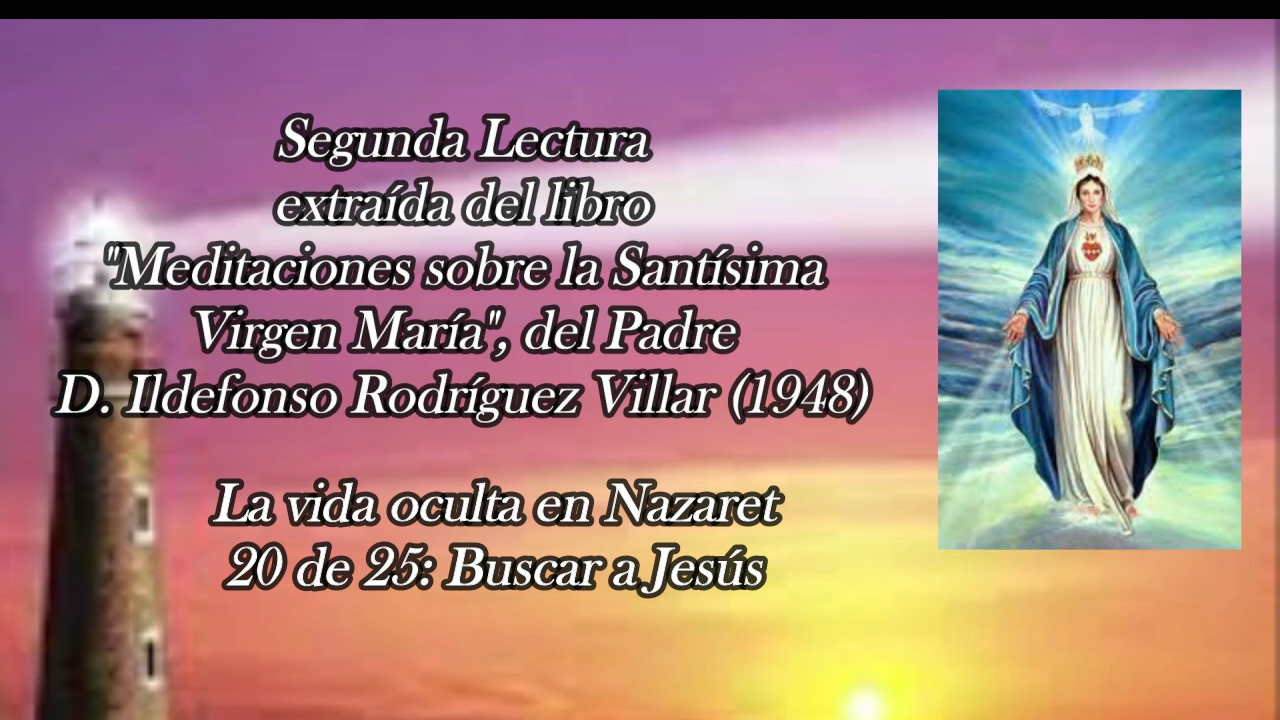 Segunda Lectura
extraída del libro
"Meditaciones sobre la Santísima
Virgen María", del Padre
D. Ildefonso Rodríguez Villar (1948)
La vida oculta en Nazaret
20 de 25: Buscar a Jesús